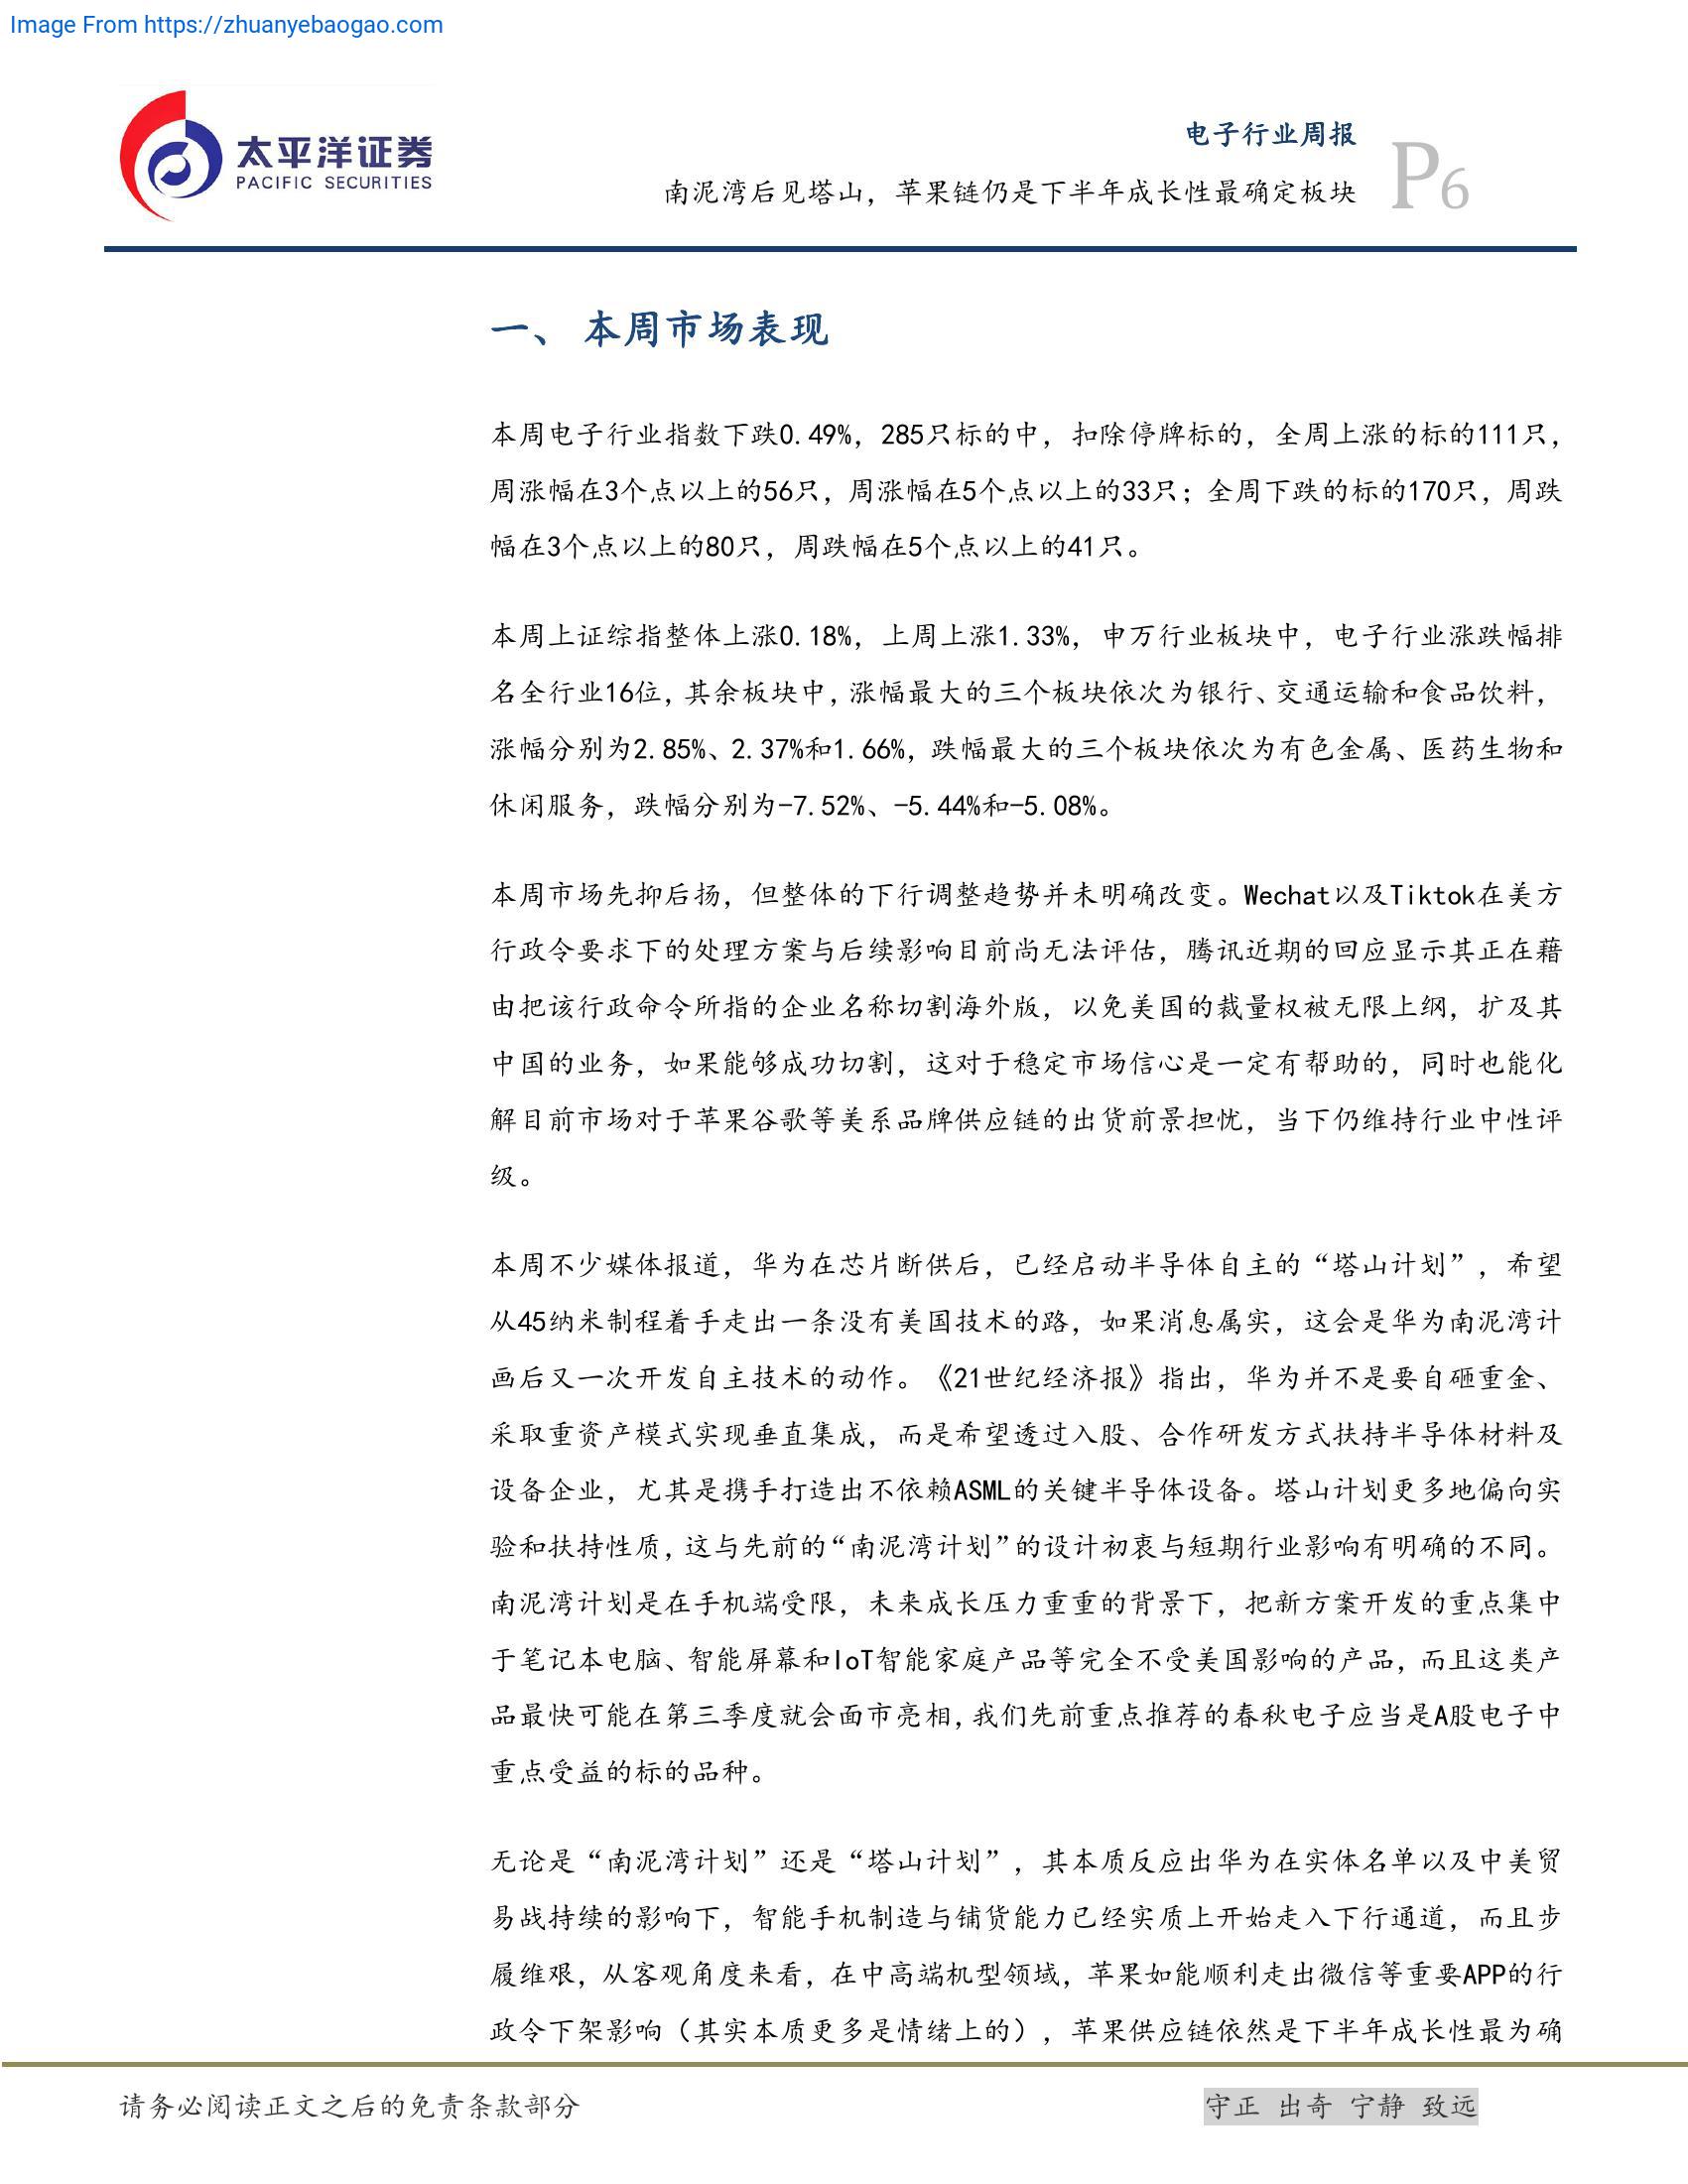 Image From https://zhuanyebaogao.com
太平洋证券
PACIFIC SECURITIES
电子行业周报
南泥湾后见塔山，苹果链仍是下半年成长性最确定板块
P6
一、 本周市场表现
本周电子行业指数下跌0.49%，285只标的中，扣除停牌标的，全周上涨的标的111只，
周涨幅在3个点以上的56只，周涨幅在5个点以上的33只；全周下跌的标的170只，周跌
幅在3个点以上的80只，周跌幅在5个点以上的41只。
本周上证综指整体上涨0.18%，上周上涨1.33%，申万行业板块中，电子行业涨跌幅排
名全行业16位，其余板块中，涨幅最大的三个板块依次为银行、交通运输和食品饮料，
涨幅分别为2.85%、2.37%和1.66%，跌幅最大的三个板块依次为有色金属、医药生物和
休闲服务，跌幅分别为-7.52%、-5.44%和-5.08%。
本周市场先抑后扬，但整体的下行调整趋势并未明确改变。Wechat以及Tiktok在美方
行政令要求下的处理方案与后续影响目前尚无法评估，腾讯近期的回应显示其正在藉
由把该行政命令所指的企业名称切割海外版，以免美国的裁量权被无限上纲，扩及其
中国的业务，如果能够成功切割，这对于稳定市场信心是一定有帮助的，同时也能化
解目前市场对于苹果谷歌等美系品牌供应链的出货前景担忧，当下仍维持行业中性评
级。
本周不少媒体报道，华为在芯片断供后，已经启动半导体自主的“塔山计划”，希望
从45纳米制程着手走出一条没有美国技术的路，如果消息属实，这会是华为南泥湾计
画后又一次开发自主技术的动作。《21世纪经济报》指出，华为并不是要自砸重金、
采取重资产模式实现垂直集成，而是希望透过入股、合作研发方式扶持半导体材料及
设备企业，尤其是携手打造出不依赖ASML的关键半导体设备。塔山计划更多地偏向实
验和扶持性质，这与先前的“南泥湾计划”的设计初衷与短期行业影响有明确的不同。
南泥湾计划是在手机端受限，未来成长压力重重的背景下，把新方案开发的重点集中
于笔记本电脑、智能屏幕和IoT智能家庭产品等完全不受美国影响的产品，而且这类产
品最快可能在第三季度就会面市亮相，我们先前重点推荐的春秋电子应当是A股电子中
重点受益的标的品种。
无论是“南泥湾计划”还是“塔山计划”，其本质反应出华为在实体名单以及中美贸
易战持续的影响下，智能手机制造与铺货能力已经实质上开始走入下行通道，而且步
履维艰，从客观角度来看，在中高端机型领域，苹果如能顺利走出微信等重要APP的行
政令下架影响（其实本质更多是情绪上的），苹果供应链依然是下半年成长性最为确
请务必阅读正文之后的免责条款部分
守正 出奇 宁静 致远